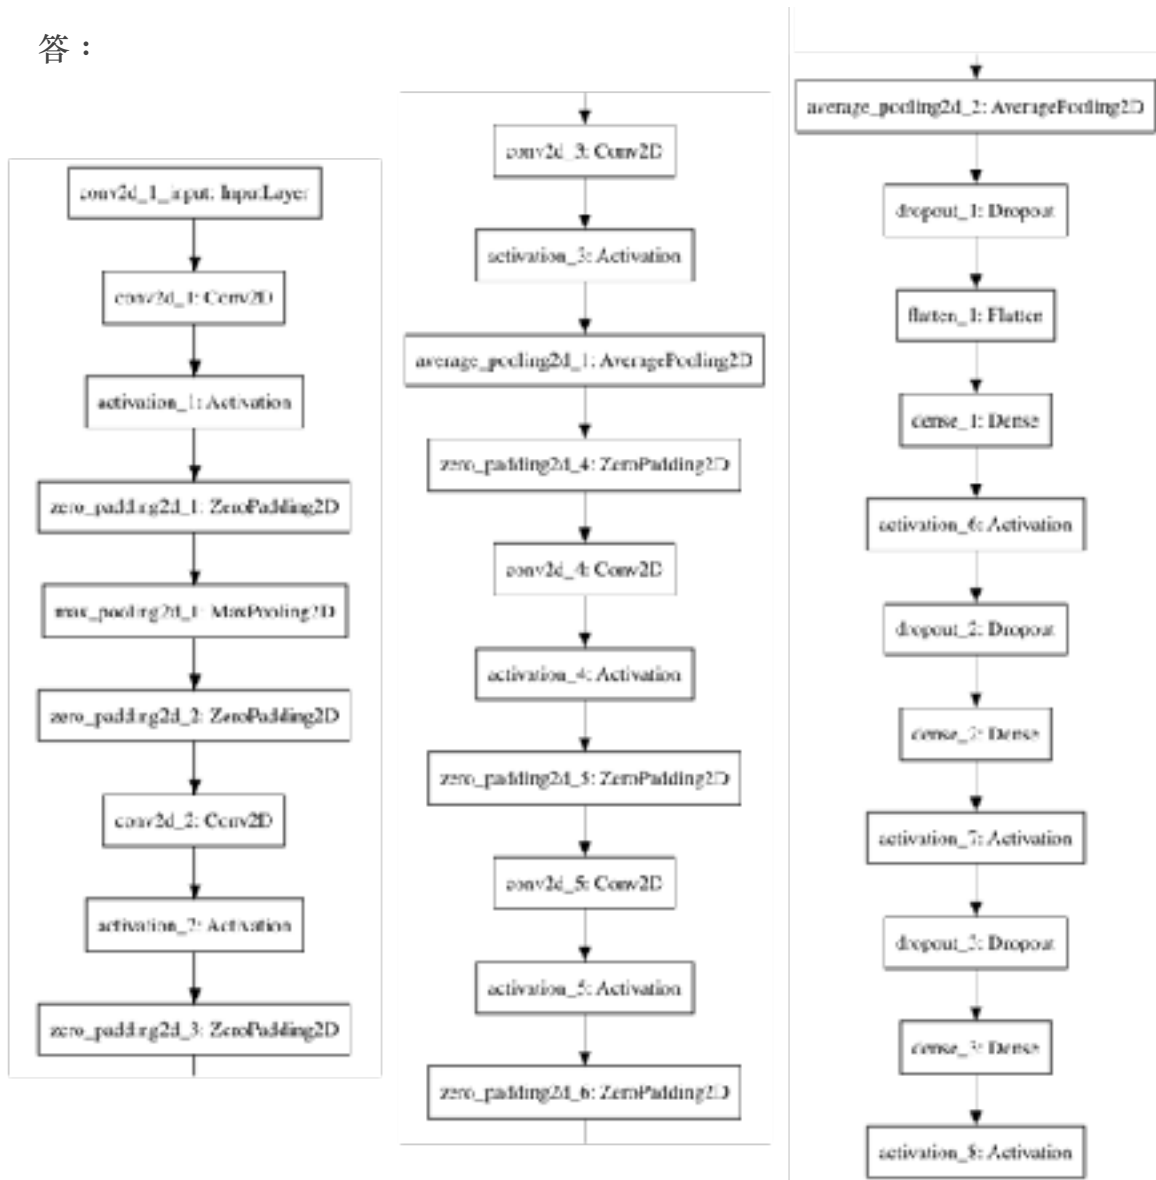 答：
conv2d_1_input: InputLayer
conv2d_1: Conv2D
activation_1: Activation
zero_padding2d_1: ZeroPadding2D
max_pooling2d_1: MaxPooling2D
zero_padding2d_2: ZeroPadding2D
conv2d_2: Conv2D
activation_2: Activation
zero_padding2d_3: ZeroPadding2D
conv2d_3: Conv2D
activation_3: Activation
average_pooling2d_1: AveragePooling2D
zero_padding2d_4: ZeroPadding2D
conv2d_4: Conv2D
activation_4: Activation
zero_padding2d_5: ZeroPadding2D
conv2d_5: Conv2D
activation_5: Activation
zero_padding2d_6: ZeroPadding2D
average_pooling2d_2: AveragePooling2D
dropout_1: Dropout
flatten_1: Flatten
dense_1: Dense
activation_6: Activation
dropout_2: Dropout
dense_2: Dense
activation_7: Activation
dropout_3: Dropout
dense_3: Dense
activation_8: Activation